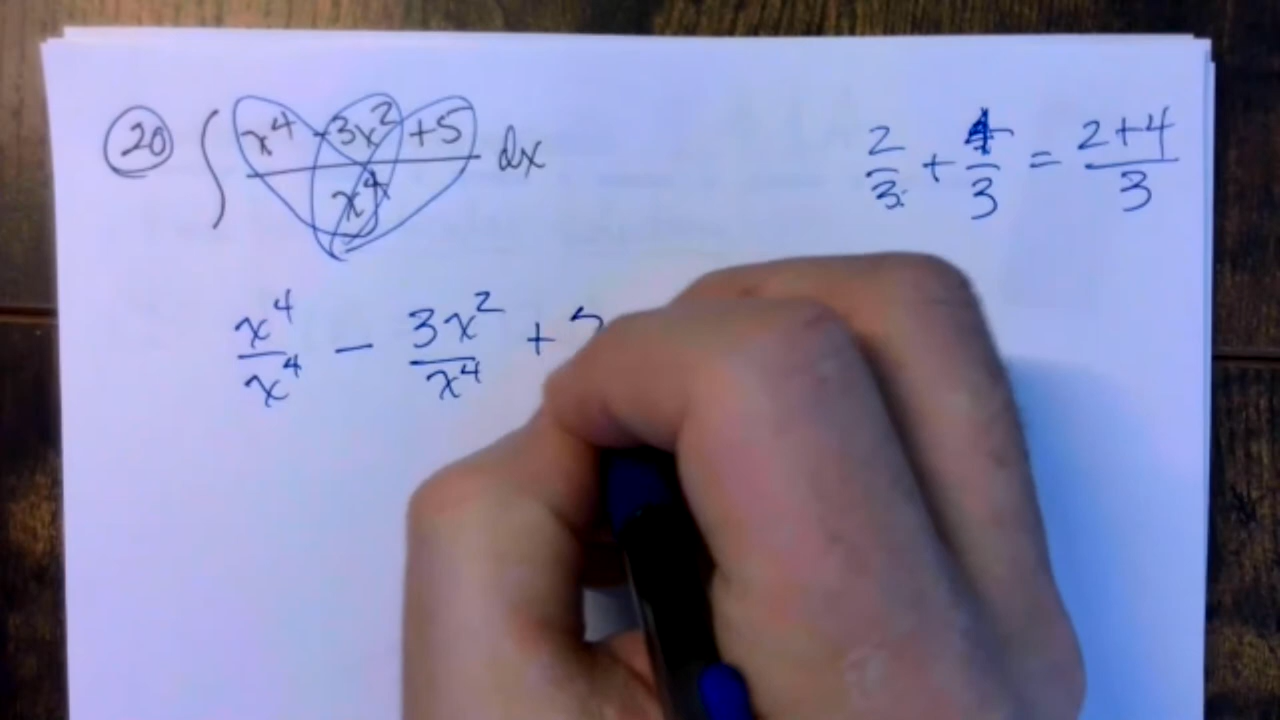 20 ∫ (x⁴ - 3x² + 5)/x⁴ dx
2/3 + 4/3 = (2+4)/3
x⁴/x⁴ - 3x²/x⁴ +